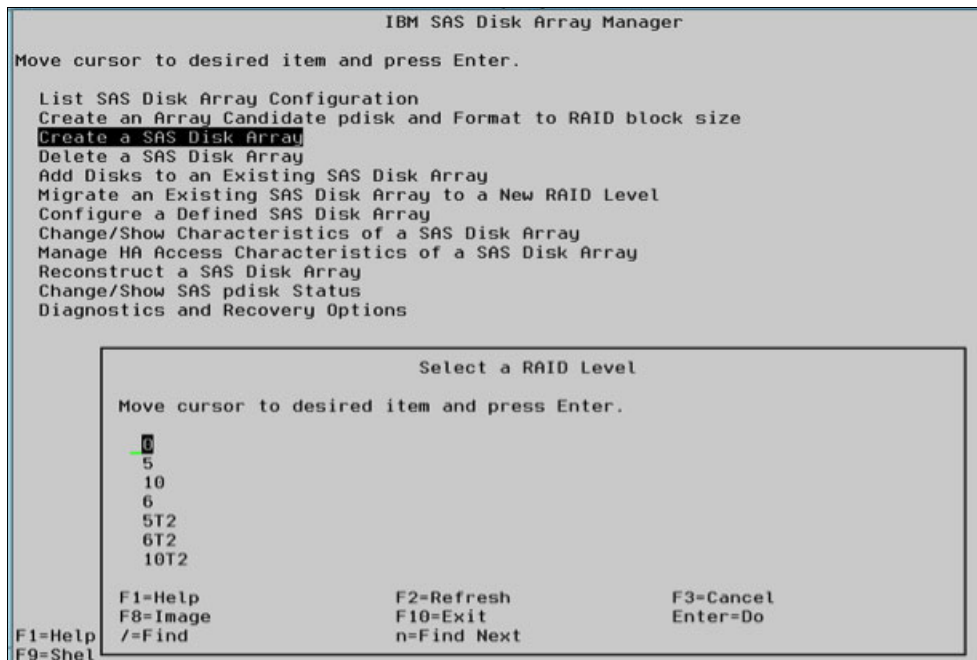 IBM SAS Disk Array Manager
Move cursor to desired item and press Enter.
List SAS Disk Array Configuration
Create an Array Candidate pdisk and Format to RAID block size
Create a SAS Disk Array
Delete a SAS Disk Array
Add Disks to an Existing SAS Disk Array
Migrate an Existing SAS Disk Array to a New RAID Level
Configure a Defined SAS Disk Array
Change/Show Characteristics of a SAS Disk Array
Manage HA Access Characteristics of a SAS Disk Array
Reconstruct a SAS Disk Array
Change/Show SAS pdisk Status
Diagnostics and Recovery Options
Select a RAID Level
Move cursor to desired item and press Enter.
0
5
10
6
5T2
6T2
10T2
F1=Help F2=Refresh F3=Cancel
F8=Image F10=Exit Enter=Do
F1=Help /=Find n=Find Next
F9=Shel